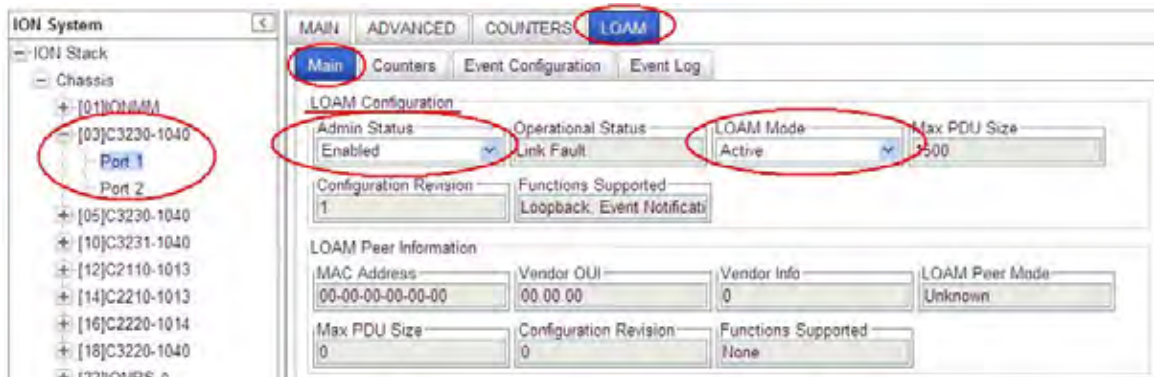 ION System
ION Stack
Chassis
[01]IONMM
[03]C3230-1040
Port 1
Port 2
[05]C3230-1040
[10]C3231-1040
[12]C2110-1013
[14]C2210-1013
[16]C2220-1014
[18]C3220-1040
MAIN ADVANCED COUNTERS LOAM
Main Counters Event Configuration Event Log
LOAM Configuration
Admin Status Operational Status LOAM Mode Max PDU Size
Enabled Link Fault Active 1500
Configuration Revision Functions Supported
1 Loopback, Event Notificati
LOAM Peer Information
MAC Address Vendor OUI Vendor Info LOAM Peer Mode
00-00-00-00-00-00 00 00 00 0 Unknown
Max PDU Size Configuration Revision Functions Supported
0 0 None